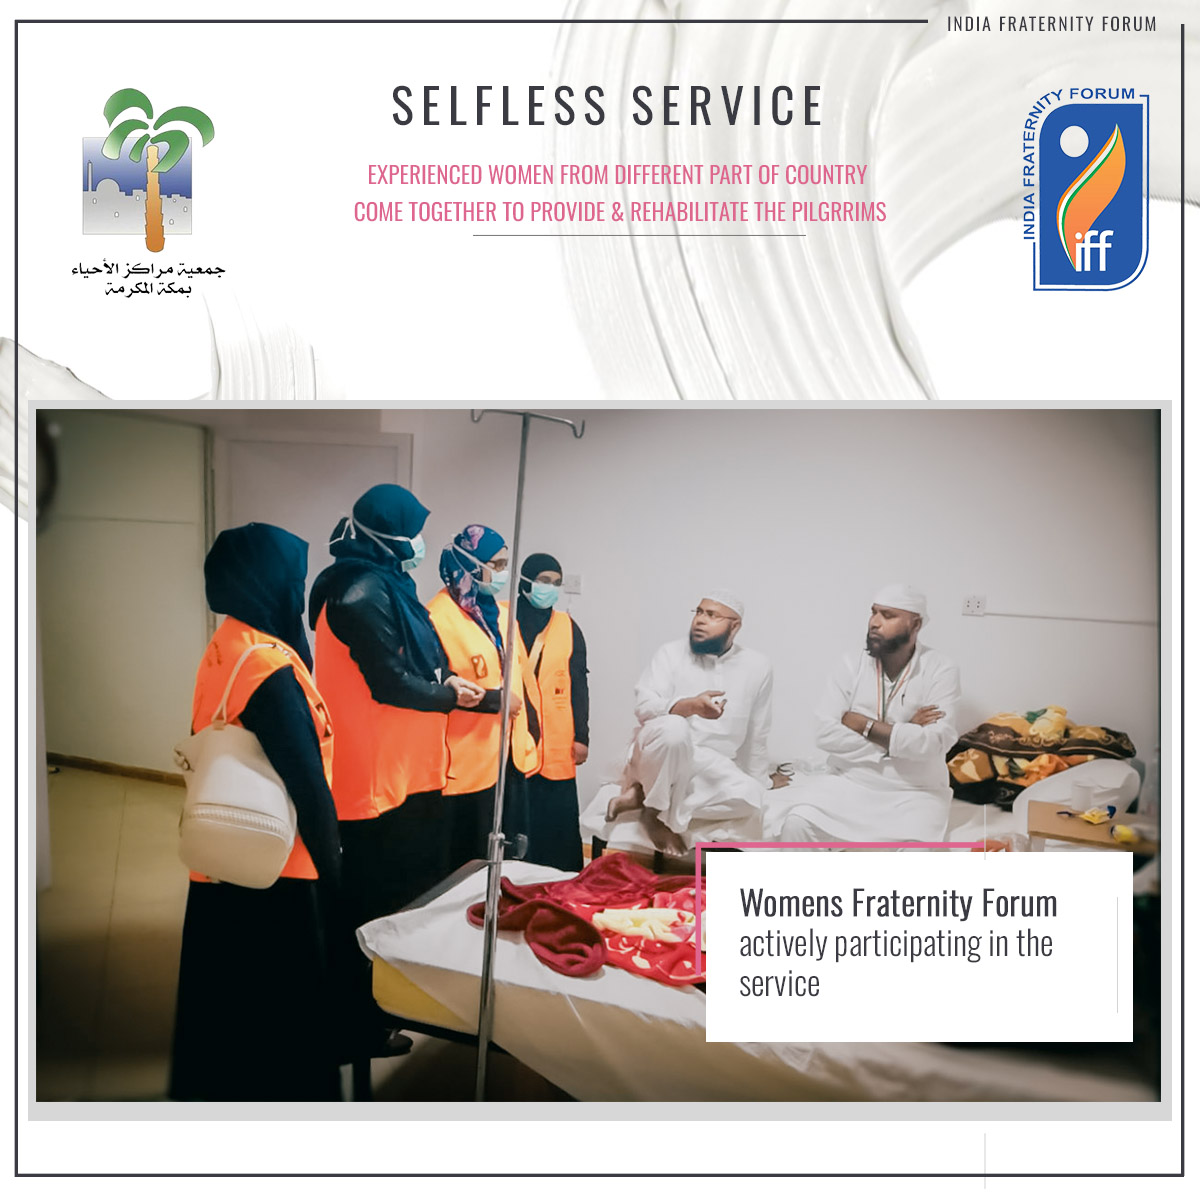 INDIA FRATERNITY FORUM
SELFLESS SERVICE
EXPERIENCED WOMEN FROM DIFFERENT PART OF COUNTRY
COME TOGETHER TO PROVIDE & REHABILITATE THE PILGRRIMS
جمعية مراكز الأحياء
بمكة المكرمة
INDIA FRATERNITY FORUM
iff
Womens Fraternity Forum
actively participating in the
service